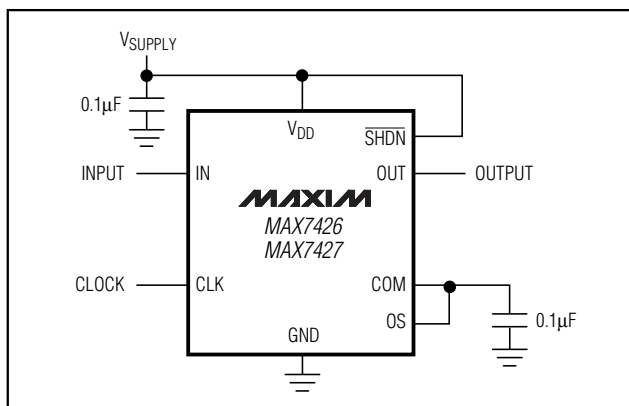 VSUPPLY
0.1µF
VDD
SHDN
INPUT
IN
OUT
OUTPUT
MAXIM
MAX7426
MAX7427
CLOCK
CLK
COM
OS
0.1µF
GND